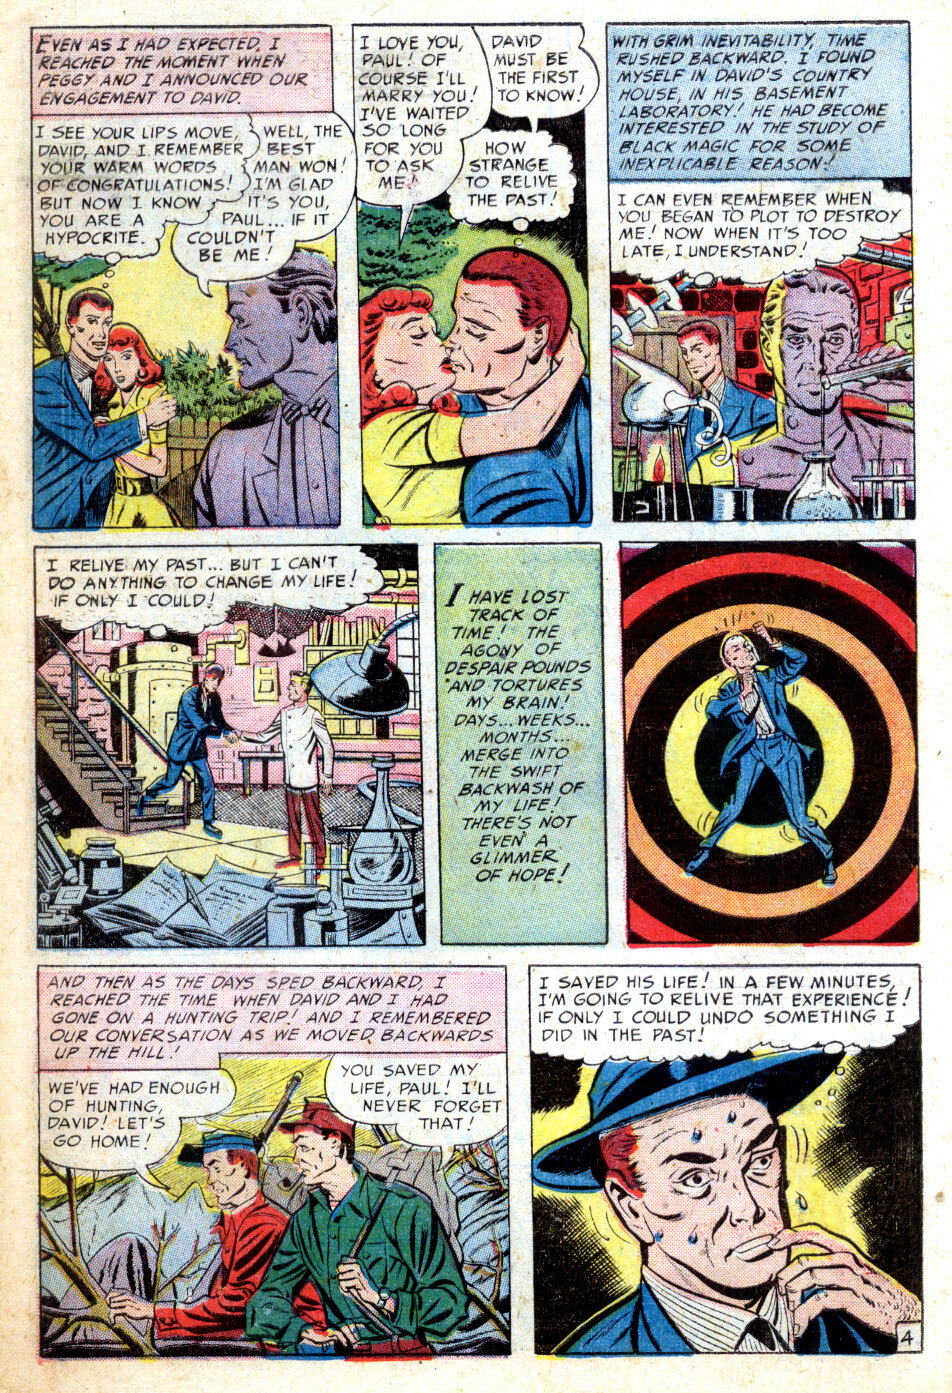 EVEN AS I HAD EXPECTED, I
REACHED THE MOMENT WHEN
PEGGY AND I ANNOUNCED OUR
ENGAGEMENT TO DAVID.
I SEE YOUR LIPS MOVE,
DAVID, AND I REMEMBER
YOUR WARM WORDS
OF CONGRATULATIONS!
BUT NOW I KNOW
YOU ARE A
HYPOCRITE.
WELL, THE
BEST
MAN WON!
I'M GLAD
IT'S YOU,
PAUL... IF IT
COULDN'T
BE ME!
I LOVE YOU,
PAUL! OF
COURSE I'LL
MARRY YOU!
I'VE WAITED
SO LONG
FOR YOU
TO ASK
ME!
DAVID
MUST BE
THE FIRST
TO KNOW!
HOW
STRANGE
TO RELIVE
THE PAST!
WITH GRIM INEVITABILITY, TIME
RUSHED BACKWARD. I FOUND
MYSELF IN DAVID'S COUNTRY
HOUSE, IN HIS BASEMENT
LABORATORY! HE HAD BECOME
INTERESTED IN THE STUDY OF
BLACK MAGIC FOR SOME
INEXPLICABLE REASON!
I CAN EVEN REMEMBER WHEN
YOU BEGAN TO PLOT TO DESTROY
ME! NOW WHEN IT'S TOO
LATE, I UNDERSTAND!
I RELIVE MY PAST... BUT I CAN'T
DO ANYTHING TO CHANGE MY LIFE!
IF ONLY I COULD!
I HAVE LOST
TRACK OF
TIME! THE
AGONY OF
DESPAIR POUNDS
AND TORTURES
MY BRAIN!
DAYS... WEEKS...
MONTHS...
MERGE INTO
THE SWIFT
BACKWASH OF
MY LIFE!
THERE'S NOT
EVEN A
GLIMMER
OF HOPE!
AND THEN AS THE DAYS SPED BACKWARD, I
REACHED THE TIME WHEN DAVID AND I HAD
GONE ON A HUNTING TRIP! AND I REMEMBERED
OUR CONVERSATION AS WE MOVED BACKWARDS
UP THE HILL!
WE'VE HAD ENOUGH
OF HUNTING,
DAVID! LET'S
GO HOME!
YOU SAVED MY
LIFE, PAUL! I'LL
NEVER FORGET
THAT!
I SAVED HIS LIFE! IN A FEW MINUTES,
I'M GOING TO RELIVE THAT EXPERIENCE!
IF ONLY I COULD UNDO SOMETHING I
DID IN THE PAST!
4